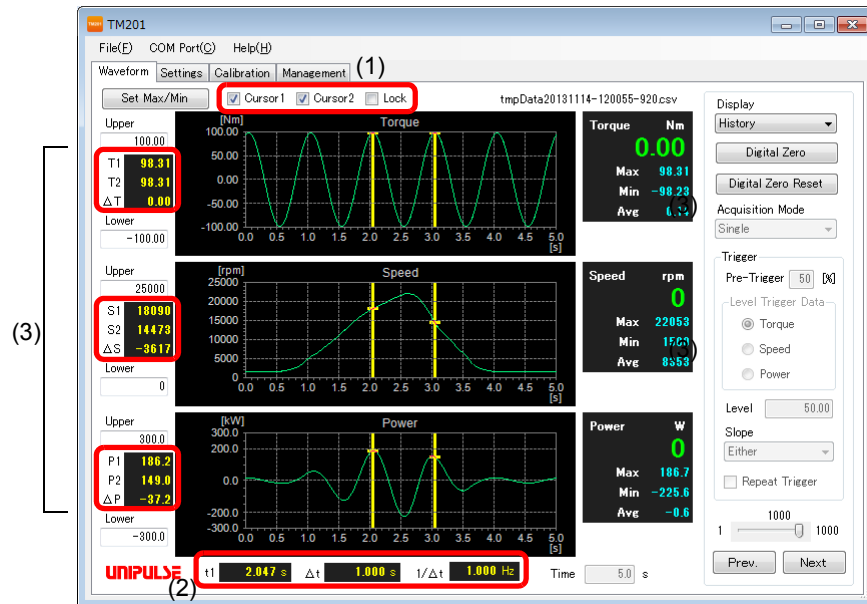 TM201
File(F) COM Port(C) Help(H)
Waveform Settings Calibration Management (1)
Set Max/Min Cursor1 Cursor2 Lock tmpData20131114-120055-920.csv
Upper
100.00
T1 98.31
T2 98.31
ΔT 0.00
Lower
-100.00
[Nm] Torque
100.00
50.00
0.00
-50.00
-100.00
0.0 0.5 1.0 1.5 2.0 2.5 3.0 3.5 4.0 4.5 5.0
[s]
Torque Nm
0.00
Max 98.31
Min -98.23
Avg
(3)
(3)
Upper
25000
S1 18090
S2 14473
ΔS -3617
Lower
0
[rpm] Speed
25000
20000
15000
10000
5000
0
0.0 0.5 1.0 1.5 2.0 2.5 3.0 3.5 4.0 4.5 5.0
[s]
Speed rpm
0
Max 22053
Min
Avg
(3)
Upper
300.0
P1 186.2
P2 149.0
ΔP -37.2
Lower
-300.0
[kW] Power
300.0
200.0
0.0
-200.0
-300.0
0.0 0.5 1.0 1.5 2.0 2.5 3.0 3.5 4.0 4.5 5.0
[s]
Power W
0
Max 186.7
Min -225.6
Avg -0.6
UNIPULSE
(2)
t1 2.047 s Δt 1.000 s 1/Δt 1.000 Hz Time 5.0 s
Display
History
Digital Zero
Digital Zero Reset
Acquisition Mode
Single
Trigger
Pre-Trigger 50 [%]
Level Trigger Data
Torque
Speed
Power
Level 50.00
Slope
Either
Repeat Trigger
1000
1 1000
Prev. Next